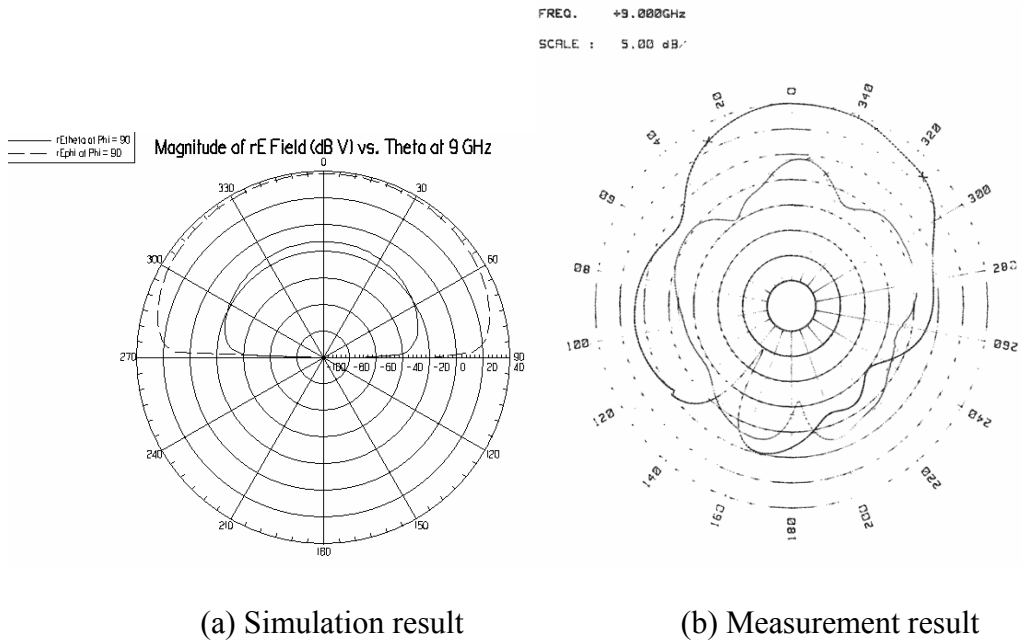 FREQ. +9.000GHz
SCALE : 5.00 dB/
rEtheta at Phi = 90
rEphi at Phi = 90
Magnitude of rE Field (dB V) vs. Theta at 9 GHz
0
330 30
300 60
270 -100 -80 -60 -40 -20 0 20 90 40
240 120
210 150
180
0
20 340
40 320
60 300
80 280
100 260
120 240
140 220
160 200
180
(a) Simulation result (b) Measurement result